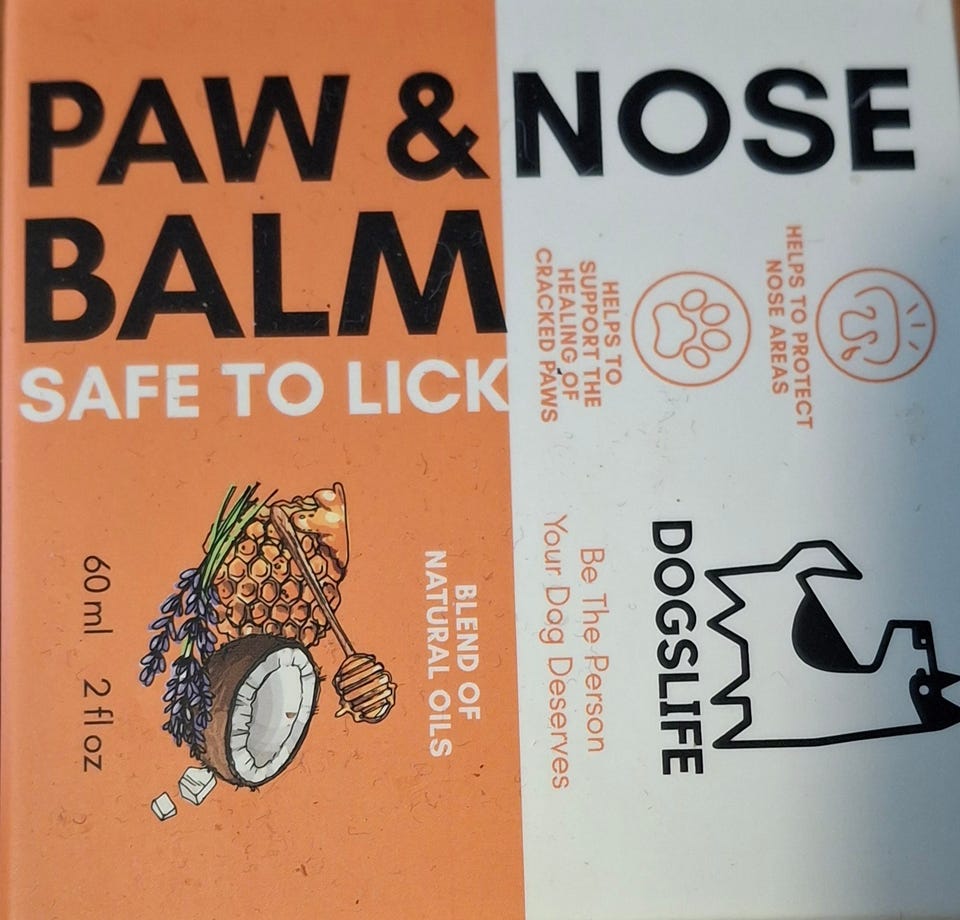 PAW & NOSE
BALM
SAFE TO LICK
HELPS TO PROTECT
NOSE AREAS
HELPS TO
SUPPORT THE
HEALING OF
CRACKED PAWS
DOGSLIFE
Be The Person
Your Dog Deserves
BLEND OF
NATURAL OILS
60 ml 2 fl oz